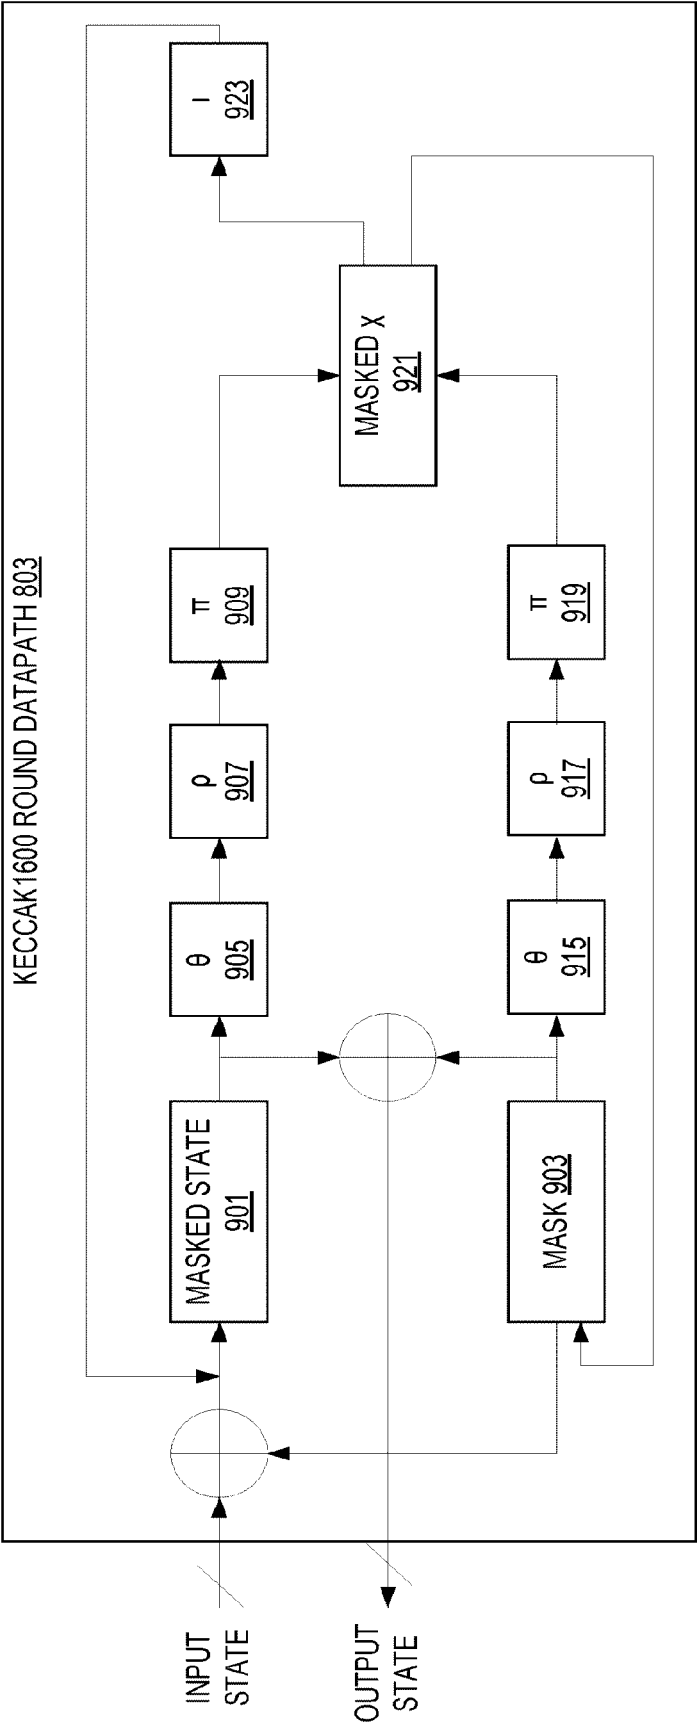 KECCAK1600 ROUND DATAPATH 803
INPUT
STATE
MASKED STATE
901
θ
905
ρ
907
π
909
MASKED χ
921
ι
923
OUTPUT
STATE
MASK 903
θ
915
ρ
917
π
919